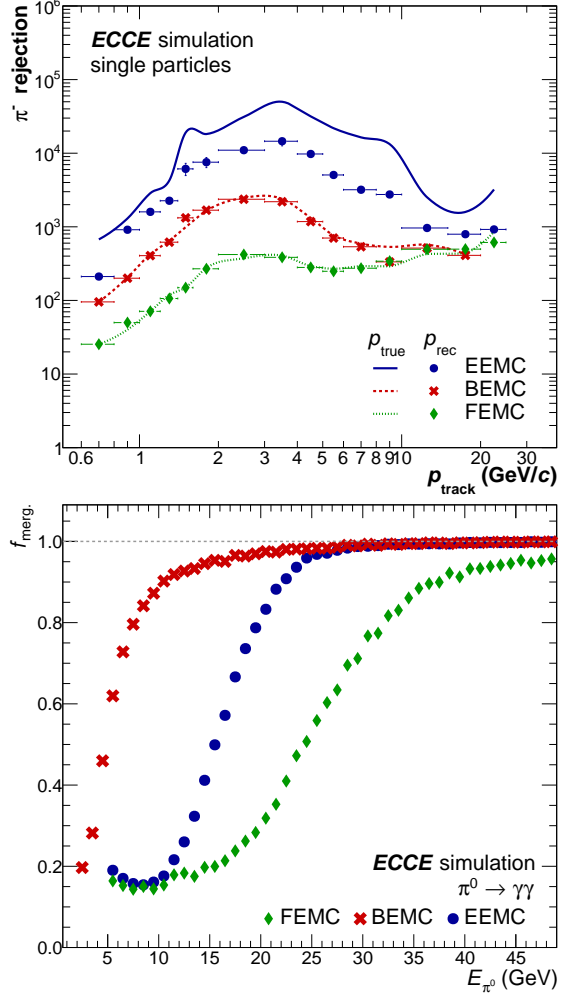 10⁶
ECCE simulation
single particles
π⁻ rejection
10⁵
10⁴
10³
10²
10
1
p_true p_rec
EEMC
BEMC
FEMC
0.6 1 2 3 4 5 6 7 8 9 10 20 30
p_track (GeV/c)
f_merg.
1.0
0.8
0.6
0.4
0.2
0.0
ECCE simulation
π⁰ → γγ
FEMC BEMC EEMC
5 10 15 20 25 30 35 40 45
E_π⁰ (GeV)